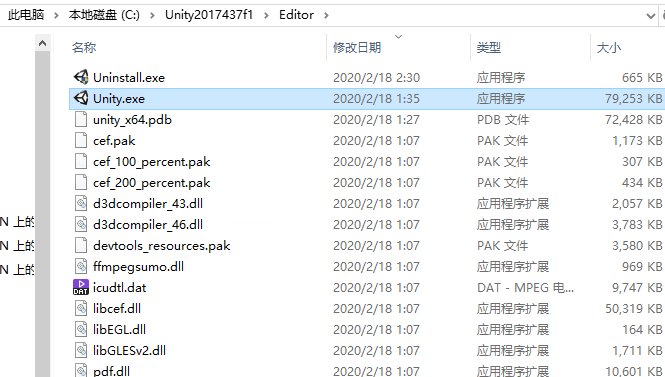 此电脑 › 本地磁盘 (C:) › Unity2017437f1 › Editor ›
名称 修改日期 类型 大小
Uninstall.exe 2020/2/18 2:30 应用程序 665 KB
Unity.exe 2020/2/18 1:35 应用程序 79,253 KB
unity_x64.pdb 2020/2/18 1:27 PDB 文件 72,428 KB
cef.pak 2020/2/18 1:07 PAK 文件 1,173 KB
cef_100_percent.pak 2020/2/18 1:07 PAK 文件 307 KB
cef_200_percent.pak 2020/2/18 1:07 PAK 文件 434 KB
d3dcompiler_43.dll 2020/2/18 1:07 应用程序扩展 2,057 KB
N 上的 d3dcompiler_46.dll 2020/2/18 1:07 应用程序扩展 3,783 KB
N 上的 devtools_resources.pak 2020/2/18 1:07 PAK 文件 3,580 KB
N 上的 ffmpegsumo.dll 2020/2/18 1:07 应用程序扩展 969 KB
DAT icudtl.dat 2020/2/18 1:07 DAT - MPEG 电... 9,747 KB
libcef.dll 2020/2/18 1:07 应用程序扩展 50,319 KB
libEGL.dll 2020/2/18 1:07 应用程序扩展 164 KB
libGLESv2.dll 2020/2/18 1:07 应用程序扩展 1,711 KB
pdf.dll 2020/2/18 1:07 应用程序扩展 10,601 KB